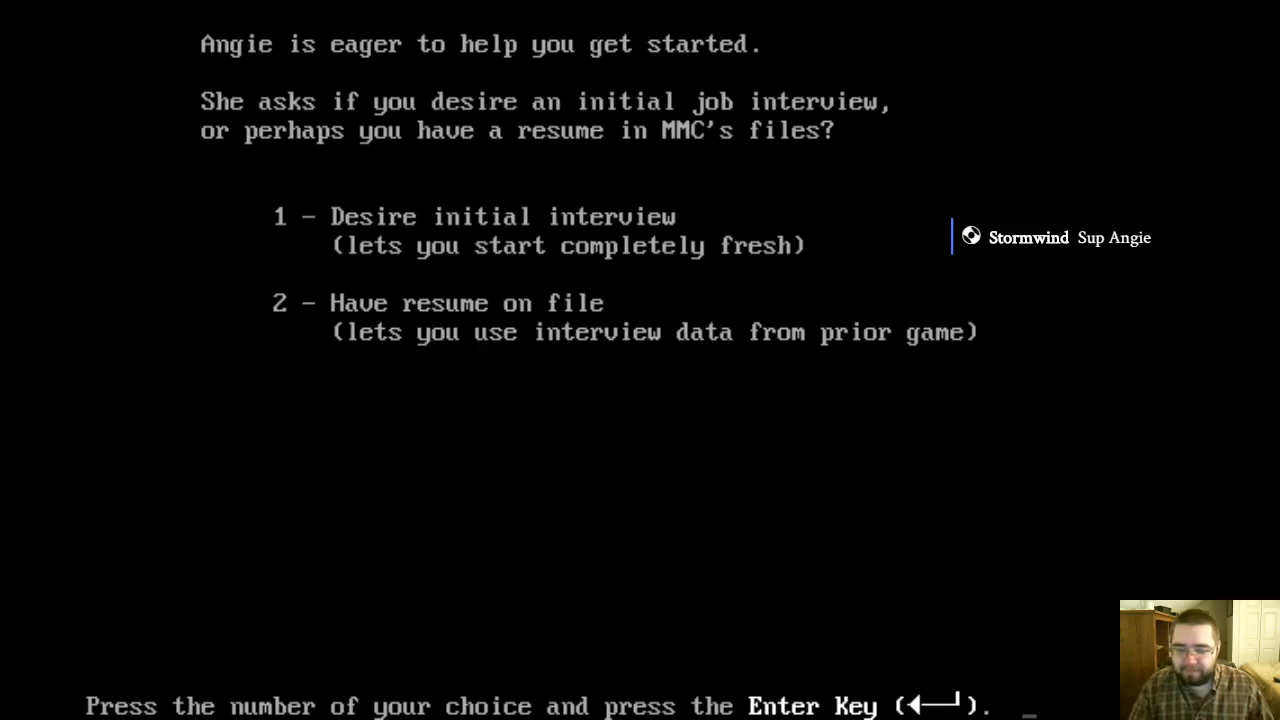 Angie is eager to help you get started.
She asks if you desire an initial job interview,
or perhaps you have a resume in MMC's files?
1 - Desire initial interview
(lets you start completely fresh)
Stormwind Sup Angie
2 - Have resume on file
(lets you use interview data from prior game)
Press the number of your choice and press the Enter Key (◄─┘). _